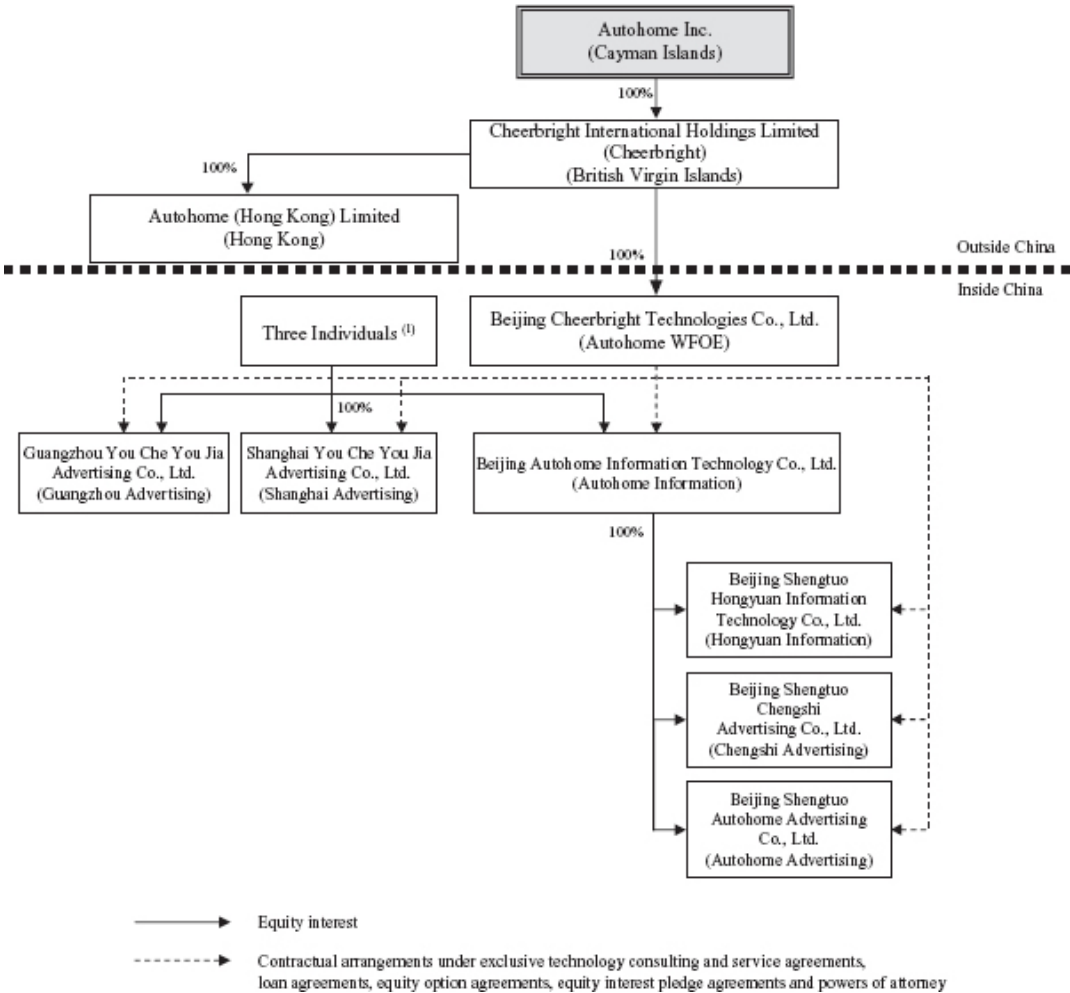 Autohome Inc.
(Cayman Islands)
100%
Cheerbright International Holdings Limited
(Cheerbright)
(British Virgin Islands)
100%
Autohome (Hong Kong) Limited
(Hong Kong)
100%
Outside China
Inside China
Three Individuals (1)
Beijing Cheerbright Technologies Co., Ltd.
(Autohome WFOE)
100%
Guangzhou You Che You Jia
Advertising Co., Ltd.
(Guangzhou Advertising)
Shanghai You Che You Jia
Advertising Co., Ltd.
(Shanghai Advertising)
Beijing Autohome Information Technology Co., Ltd.
(Autohome Information)
100%
Beijing Shengtuo
Hongyuan Information
Technology Co., Ltd.
(Hongyuan Information)
Beijing Shengtuo
Chengshi
Advertising Co., Ltd.
(Chengshi Advertising)
Beijing Shengtuo
Autohome Advertising
Co., Ltd.
(Autohome Advertising)
Equity interest
Contractual arrangements under exclusive technology consulting and service agreements,
loan agreements, equity option agreements, equity interest pledge agreements and powers of attorney